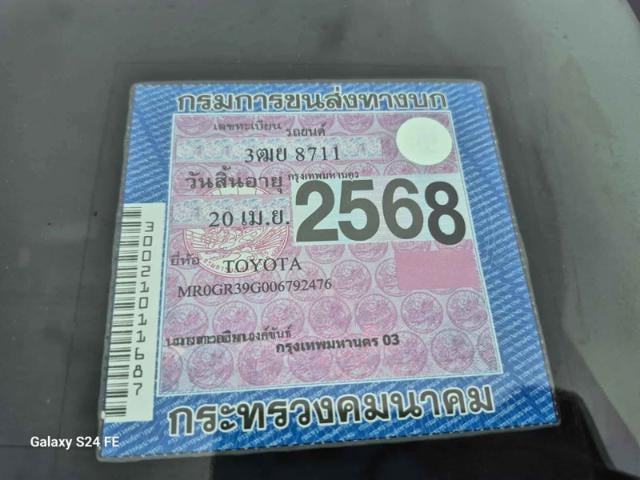 กรมการขนส่งทางบก
เลขทะเบียน รถยนต์
3ฒย 8711
วันสิ้นอายุ กรุงเทพมหานคร
20 เม.ย. 2568
ยี่ห้อ TOYOTA
MR0GR39G006792476
กรุงเทพมหานคร 03
กระทรวงคมนาคม
300210111687
Galaxy S24 FE